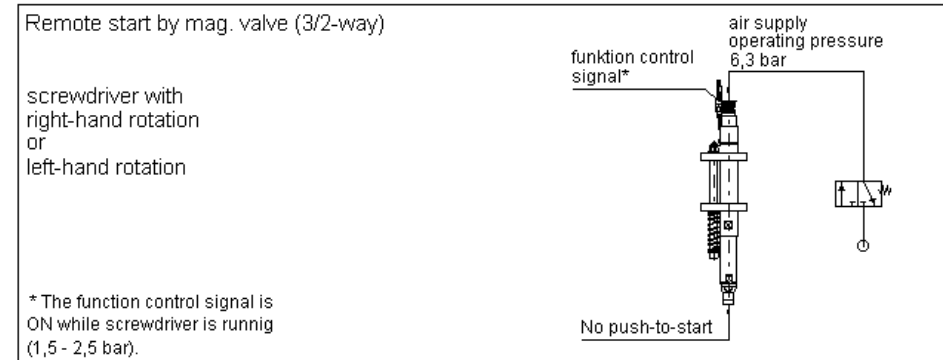 Remote start by mag. valve (3/2-way)
air supply
operating pressure
6,3 bar
funktion control
signal*
screwdriver with
right-hand rotation
or
left-hand rotation
* The function control signal is
ON while screwdriver is runnig
(1,5 - 2,5 bar).
No push-to-start